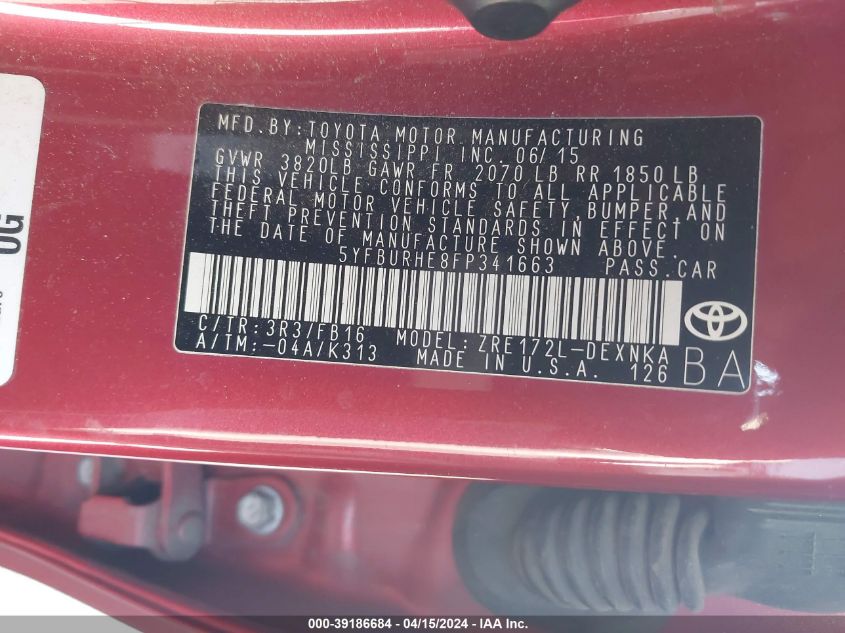 MFD.BY:TOYOTA MOTOR MANUFACTURING
MISSISSIPPI INC. 06/15
GVWR 3820LB GAWR FR 2070 LB RR 1850LB
THIS VEHICLE CONFORMS TO ALL APPLICABLE
FEDERAL MOTOR VEHICLE SAFETY,BUMPER,AND
THEFT PREVENTION STANDARDS IN EFFECT ON
THE DATE OF MANUFACTURE SHOWN ABOVE.
5YFBURHE8FP341663 PASS.CAR
C/TR:3R3/FB16 MODEL:ZRE172L-DEXNKA
A/TM:-04A/K313 MADE IN U.S.A. 126
BA
OG
000-39186684 - 04/15/2024 - IAA Inc.